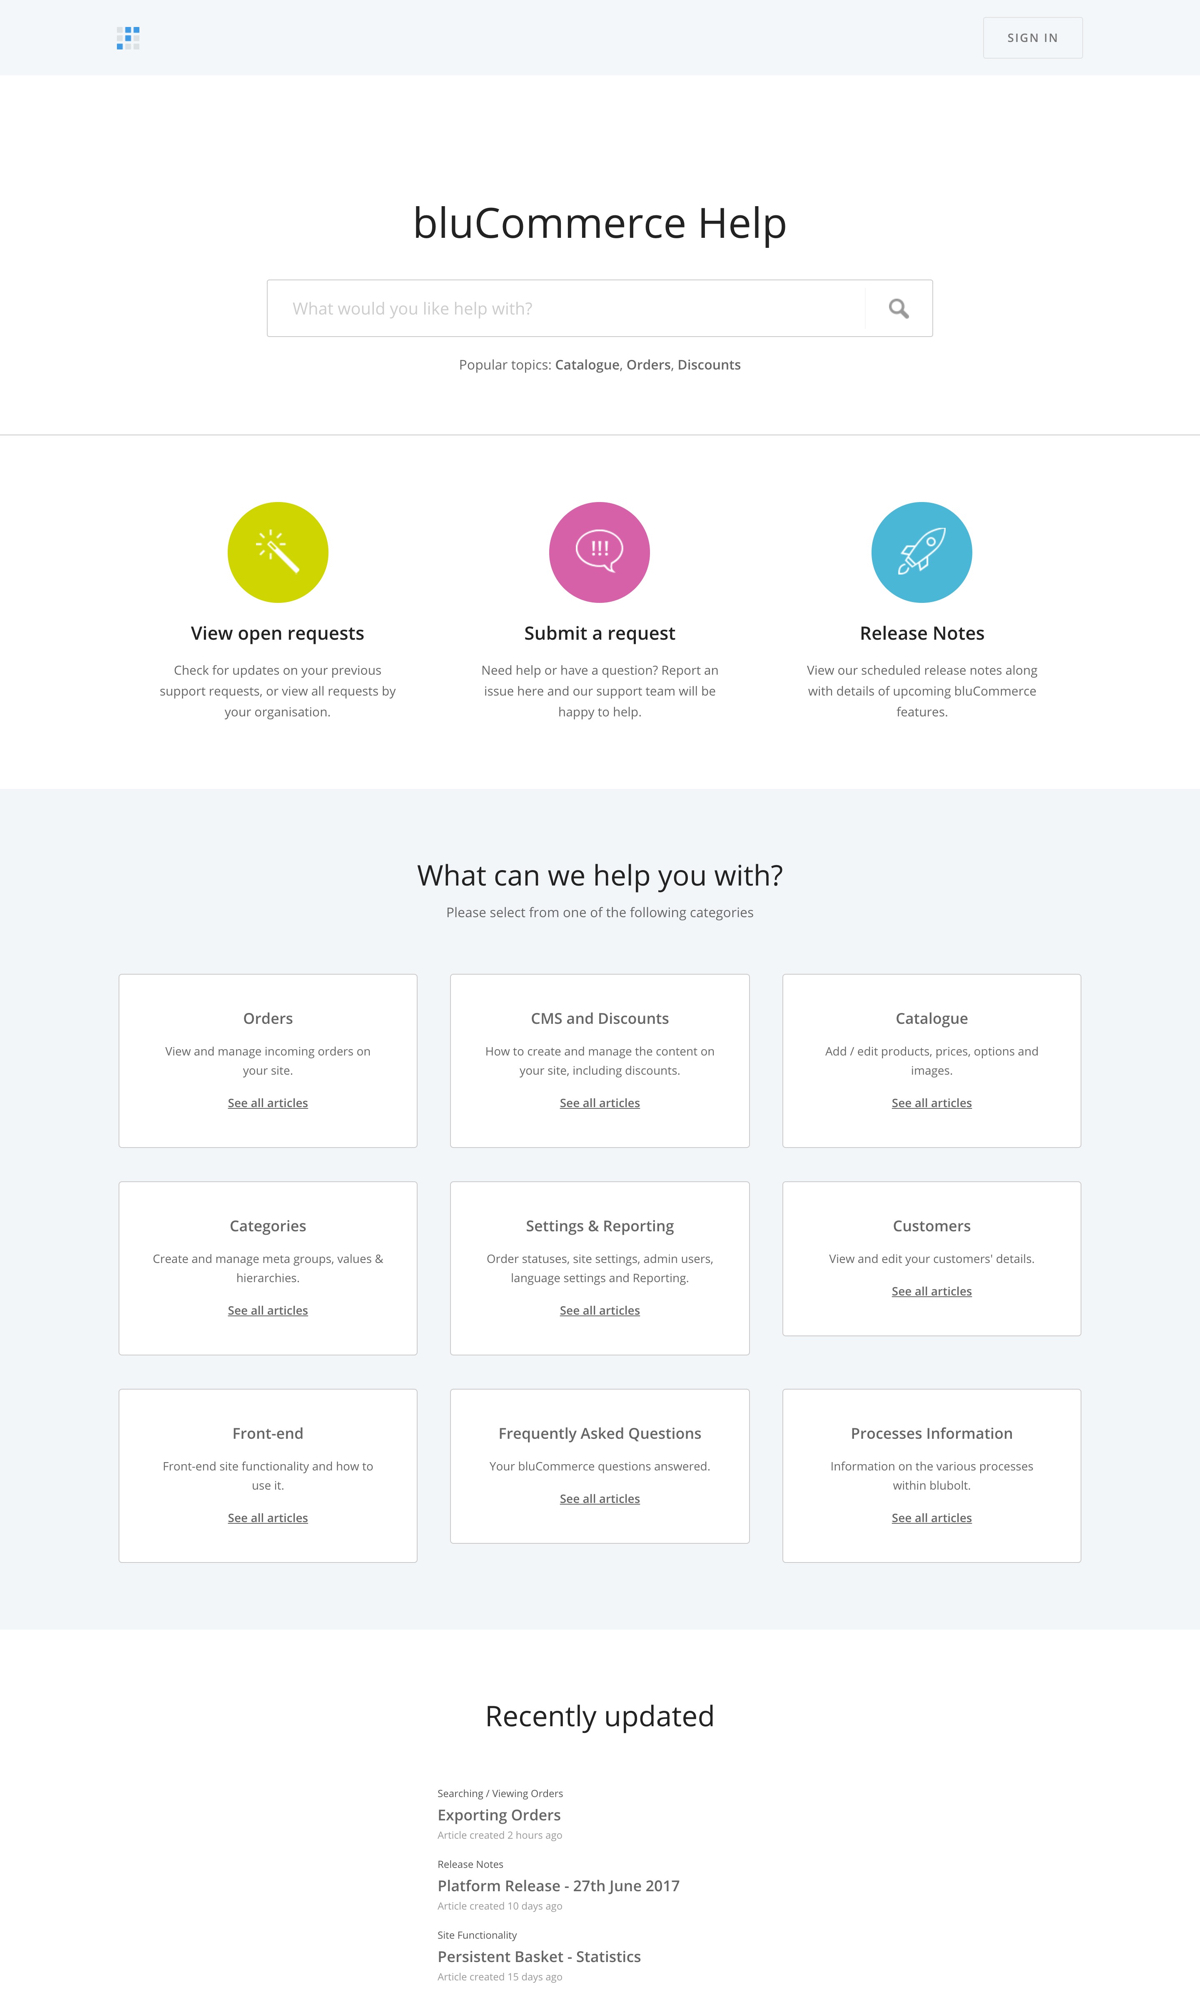 SIGN IN
bluCommerce Help
What would you like help with?
Popular topics: Catalogue, Orders, Discounts
!!!
View open requests
Check for updates on your previous
support requests, or view all requests by
your organisation.
Submit a request
Need help or have a question? Report an
issue here and our support team will be
happy to help.
Release Notes
View our scheduled release notes along
with details of upcoming bluCommerce
features.
What can we help you with?
Please select from one of the following categories
Orders
View and manage incoming orders on
your site.
See all articles
CMS and Discounts
How to create and manage the content on
your site, including discounts.
See all articles
Catalogue
Add / edit products, prices, options and
images.
See all articles
Categories
Create and manage meta groups, values &
hierarchies.
See all articles
Settings & Reporting
Order statuses, site settings, admin users,
language settings and Reporting.
See all articles
Customers
View and edit your customers' details.
See all articles
Front-end
Front-end site functionality and how to
use it.
See all articles
Frequently Asked Questions
Your bluCommerce questions answered.
See all articles
Processes Information
Information on the various processes
within blubolt.
See all articles
Recently updated
Searching / Viewing Orders
Exporting Orders
Article created 2 hours ago
Release Notes
Platform Release - 27th June 2017
Article created 10 days ago
Site Functionality
Persistent Basket - Statistics
Article created 15 days ago